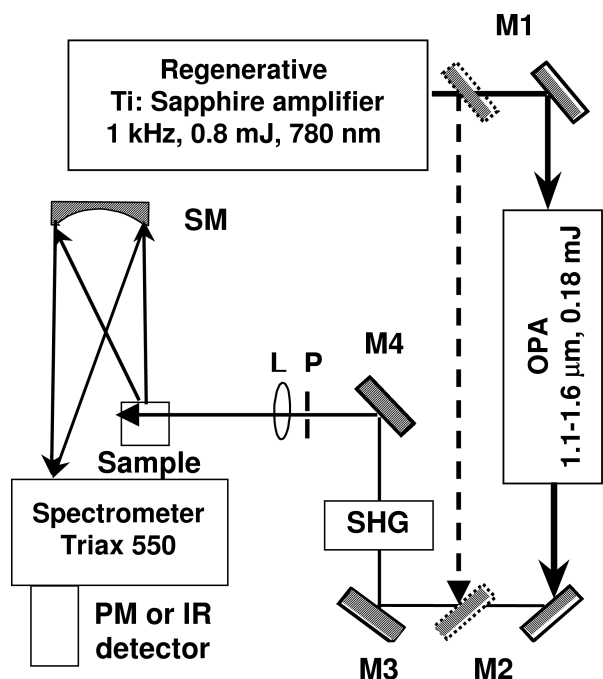 M1
Regenerative
Ti: Sapphire amplifier
1 kHz, 0.8 mJ, 780 nm
SM
OPA
1.1-1.6 μm, 0.18 mJ
M4
L P
Sample
SHG
Spectrometer
Triax 550
PM or IR
detector
M3 M2